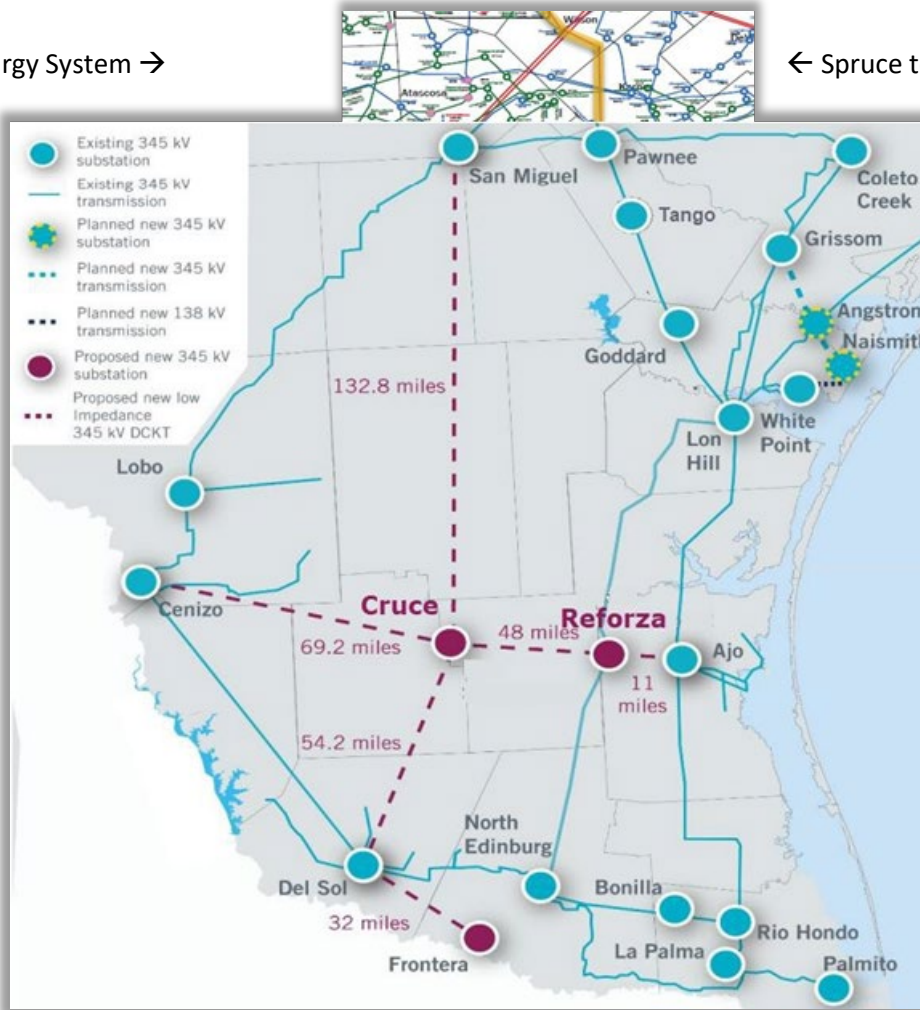 rgy System →
← Spruce t
Wilson
Atascosa
Existing 345 kV
substation
Existing 345 kV
transmission
Planned new 345 kV
substation
Planned new 345 kV
transmission
Planned new 138 kV
transmission
Proposed new 345 kV
substation
Proposed new low
Impedance
345 kV DCKT
San Miguel
Pawnee
Coleto
Creek
Tango
Grissom
Angstrom
Naismith
Goddard
132.8 miles
White
Point
Lon
Hill
Lobo
Cenizo
Cruce
Reforza
48 miles
69.2 miles
Ajo
11
miles
54.2 miles
North
Edinburg
Del Sol
Bonilla
32 miles
Rio Hondo
La Palma
Frontera
Palmito